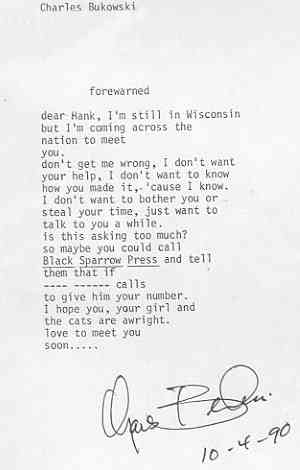 Charles Bukowski
forewarned
dear Hank, I'm still in Wisconsin
but I'm coming across the
nation to meet
you.
don't get me wrong, I don't want
your help, I don't want to know
how you made it, 'cause I know.
I don't want to bother you or
steal your time, just want to
talk to you a while.
is this asking too much?
so maybe you could call
Black Sparrow Press and tell
them that if
---- ------ calls
to give him your number.
I hope you, your girl and
the cats are awright.
love to meet you
soon.....
10-4-90